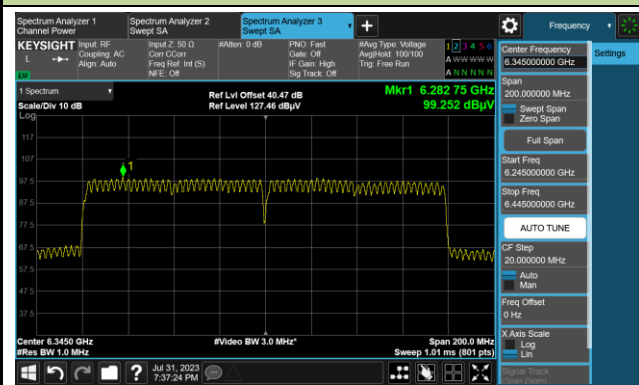 Spectrum Analyzer 1
Channel Power
Spectrum Analyzer 2
Swept SA
Spectrum Analyzer 3
Swept SA
Frequency
KEYSIGHT
L
Input: RF
Coupling: AC
Align: Auto
Input Z: 50 Ω
Corr CCorr
Freq Ref: Int (S)
NFE: Off
#Atten: 0 dB
PNO: Fast
Gate: Off
IF Gain: High
Sig Track: Off
#Avg Type: Voltage
Avg|Hold: 100/100
Trig: Free Run
1 2 3 4 5 6
A W W W W W
A N N N N N
1 Spectrum
Scale/Div 10 dB
Log
Ref Lvl Offset 40.47 dB
Ref Level 127.46 dBµV
Mkr1 6.282 75 GHz
99.252 dBµV
117
107
97.5
87.5
77.5
67.5
57.5
47.5
37.5
1
Center 6.3450 GHz
#Res BW 1.0 MHz
#Video BW 3.0 MHz*
Span 200.0 MHz
Sweep 1.01 ms (801 pts)
Jul 31, 2023
7:37:24 PM
Center Frequency
6.345000000 GHz
Settings
Span
200.000000 MHz
Swept Span
Zero Span
Full Span
Start Freq
6.245000000 GHz
Stop Freq
6.445000000 GHz
AUTO TUNE
CF Step
20.000000 MHz
Auto
Man
Freq Offset
0 Hz
X Axis Scale
Log
Lin
Signal Track
(Span Zoom)